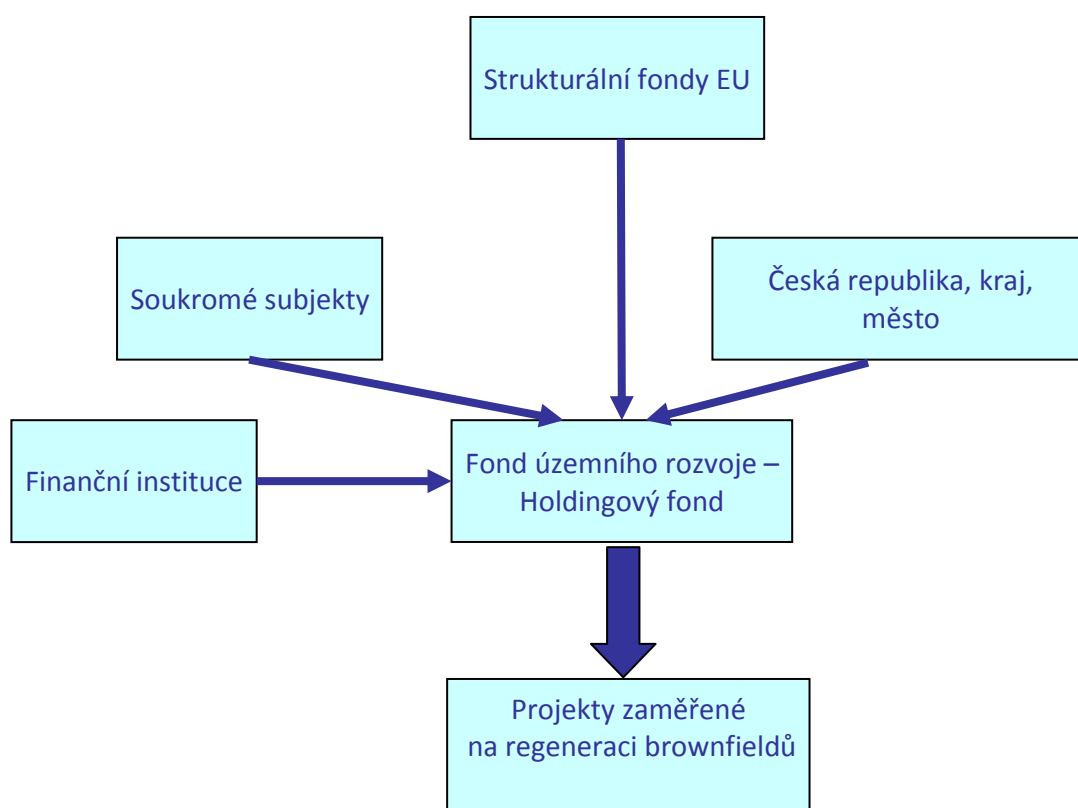 Strukturální fondy EU
Soukromé subjekty
Česká republika, kraj,
město
Finanční instituce
Fond územního rozvoje –
Holdingový fond
Projekty zaměřené
na regeneraci brownfieldů